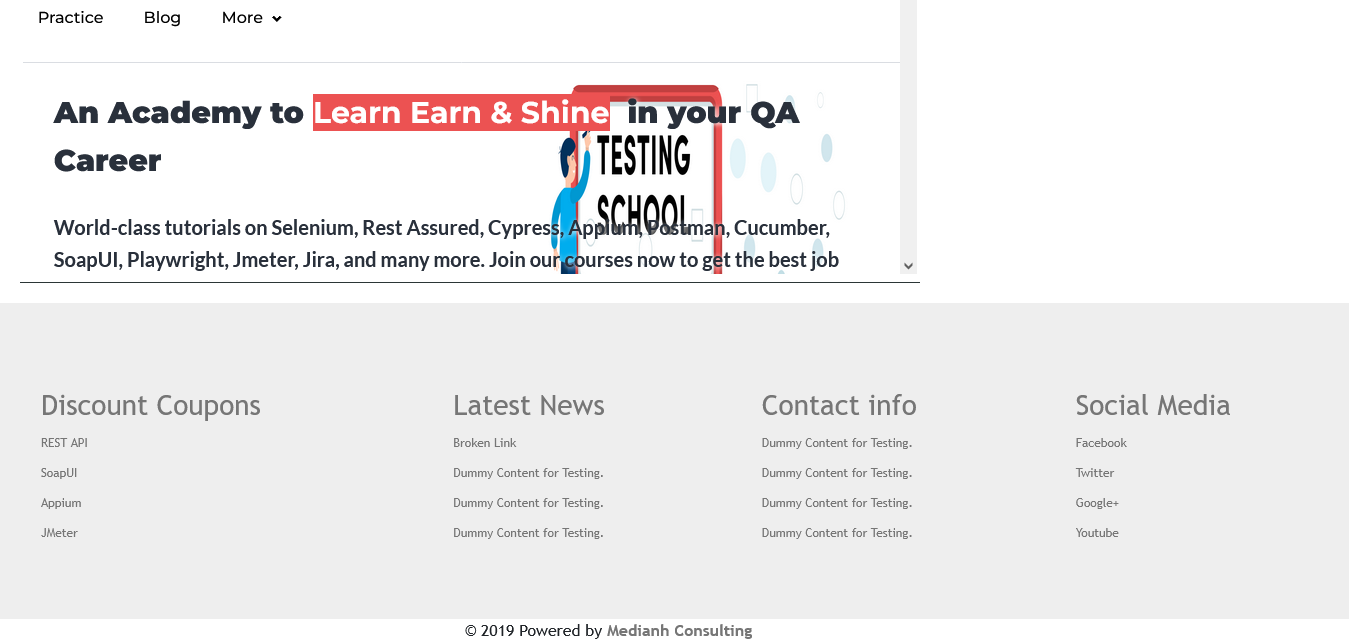 Practice Blog More
An Academy to Learn Earn & Shine in your QA
Career
TESTING
SCHOOL
World-class tutorials on Selenium, Rest Assured, Cypress, Appium, Postman, Cucumber,
SoapUI, Playwright, Jmeter, Jira, and many more. Join our courses now to get the best job
Discount Coupons Latest News Contact info Social Media
REST API Broken Link Dummy Content for Testing. Facebook
SoapUI Dummy Content for Testing. Dummy Content for Testing. Twitter
Appium Dummy Content for Testing. Dummy Content for Testing. Google+
JMeter Dummy Content for Testing. Dummy Content for Testing. Youtube
© 2019 Powered by Medianh Consulting